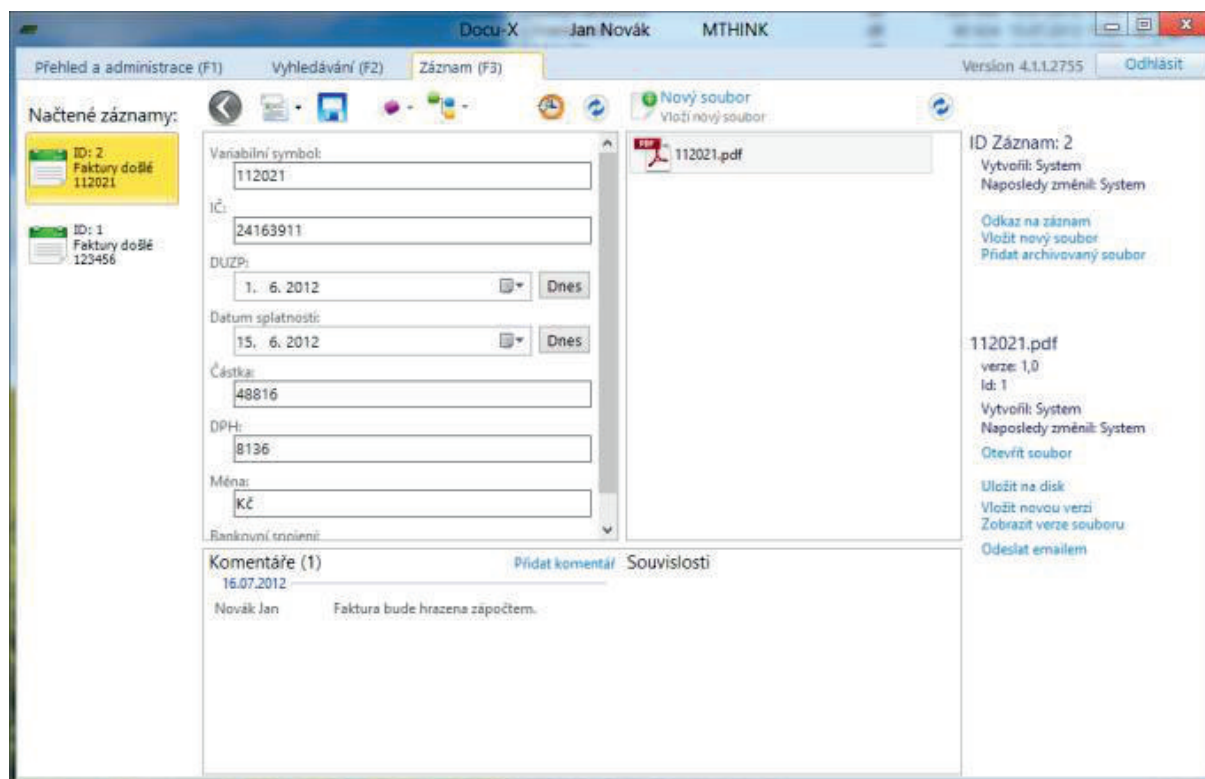 Docu-X Jan Novák MTHINK
Přehled a administrace (F1) Vyhledávání (F2) Záznam (F3) Version 4.1.1.2755 Odhlásit
Načtené záznamy:
ID: 2
Faktury došlé
112021
ID: 1
Faktury došlé
123456
Variabilní symbol:
112021
IČ:
24163911
DUZP:
1. 6. 2012 Dnes
Datum splatnosti:
15. 6. 2012 Dnes
Částka:
48816
DPH:
8136
Měna:
Kč
Bankovní spojení:
Nový soubor
Vloží nový soubor
PDF 112021.pdf
Komentáře (1) Přidat komentář
16.07.2012
Novák Jan Faktura bude hrazena zápočtem.
Souvislosti
ID Záznam: 2
Vytvořil: System
Naposledy změnil: System
Odkaz na záznam
Vložit nový soubor
Přidat archivovaný soubor
112021.pdf
verze: 1,0
Id: 1
Vytvořil: System
Naposledy změnil: System
Otevřít soubor
Uložit na disk
Vložit novou verzi
Zobrazit verze souboru
Odeslat emailem